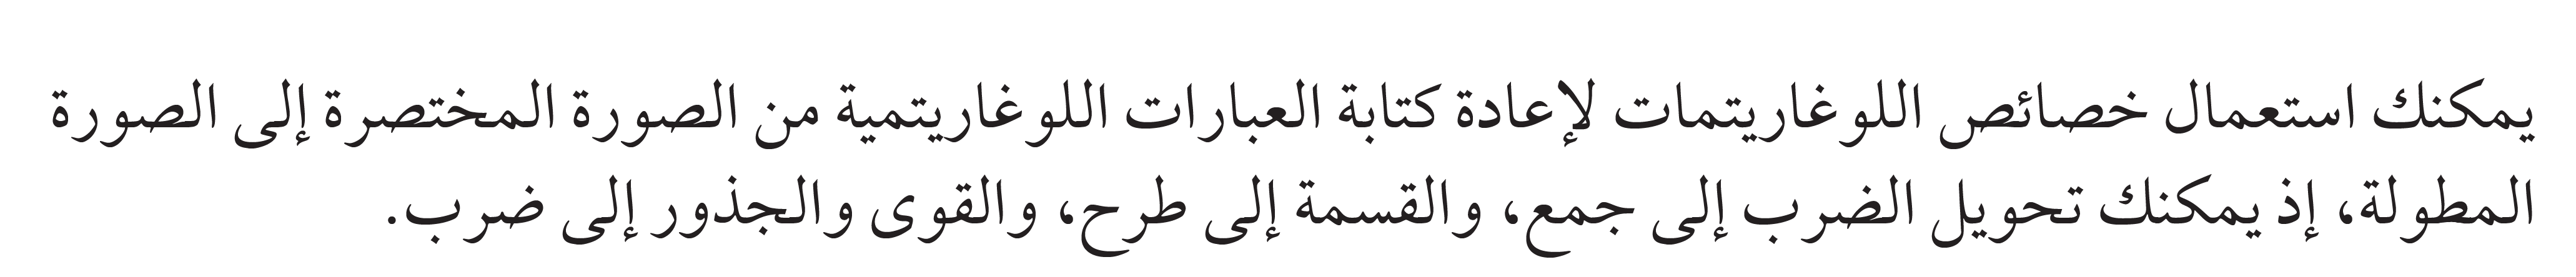 يمكنك استعمال خصائص اللوغاريتمات لإعادة كتابة العبارات اللوغاريتمية من الصورة المختصرة إلى الصورة
المطولة، إذ يمكنك تحويل الضرب إلى جمع، والقسمة إلى طرح، والقوى والجذور إلى ضرب.